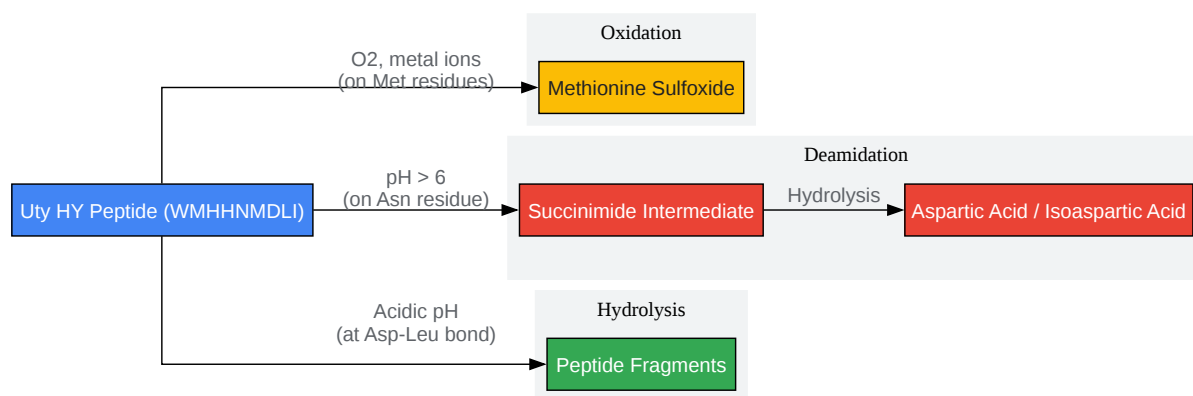 Oxidation
O2, metal ions
(on Met residues)
Methionine Sulfoxide
Deamidation
Uty HY Peptide (WMHHNMDLI)
pH > 6
(on Asn residue)
Succinimide Intermediate
Hydrolysis
Aspartic Acid / Isoaspartic Acid
Hydrolysis
Acidic pH
(at Asp-Leu bond)
Peptide Fragments